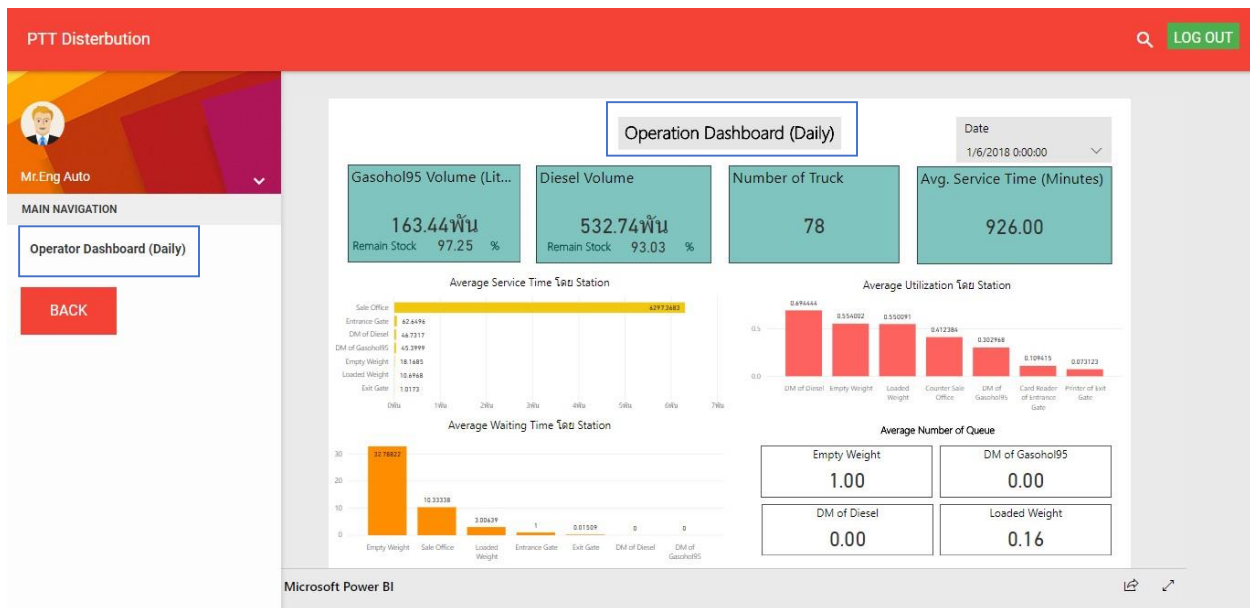 PTT Disterbution
LOG OUT
Mr.Eng Auto
MAIN NAVIGATION
Operator Dashboard (Daily)
BACK
Operation Dashboard (Daily)
Date
1/6/2018 0:00:00
Gasohol95 Volume (Lit...
163.44พัน
Remain Stock 97.25 %
Diesel Volume
532.74พัน
Remain Stock 93.03 %
Number of Truck
78
Avg. Service Time (Minutes)
926.00
Average Service Time โดย Station
Sale Office 6297.3683
Entrance Gate 62.6496
DM of Diesel 46.7317
DM of Gasohol95 45.3999
Empty Weight 18.1685
Loaded Weight 10.6968
Exit Gate 1.0173
0พัน 1พัน 2พัน 3พัน 4พัน 5พัน 6พัน 7พัน
Average Utilization โดย Station
0.694444 0.554002 0.550091 0.412384 0.302968 0.109415 0.073123
0.5
0.0
DM of Diesel Empty Weight Loaded Weight Counter Sale Office DM of Gasohol95 Card Reader of Entrance Gate Printer of Exit Gate
Average Waiting Time โดย Station
30
20
10
0
32.78822 10.33338 3.00639 1 0.01509 0 0
Empty Weight Sale Office Loaded Weight Entrance Gate Exit Gate DM of Diesel DM of Gasohol95
Average Number of Queue
Empty Weight
1.00
DM of Gasohol95
0.00
DM of Diesel
0.00
Loaded Weight
0.16
Microsoft Power BI